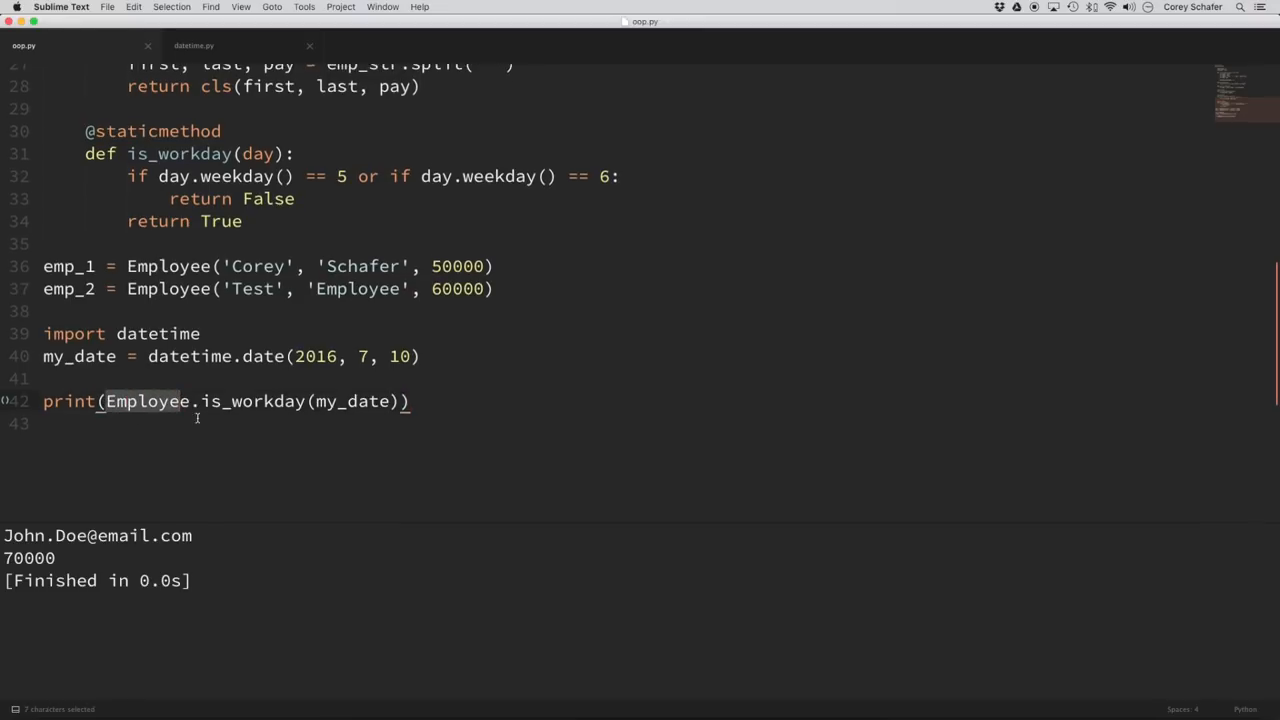 Sublime Text File Edit Selection Find View Goto Tools Project Window Help Corey Schafer
oop.py
oop.py datetime.py
27 first, last, pay = emp_str.split(
28 return cls(first, last, pay)
29
30 @staticmethod
31 def is_workday(day):
32 if day.weekday() == 5 or if day.weekday() == 6:
33 return False
34 return True
35
36 emp_1 = Employee('Corey', 'Schafer', 50000)
37 emp_2 = Employee('Test', 'Employee', 60000)
38
39 import datetime
40 my_date = datetime.date(2016, 7, 10)
41
42 print(Employee.is_workday(my_date))
43
John.Doe@email.com
70000
[Finished in 0.0s]
7 characters selected Spaces: 4 Python